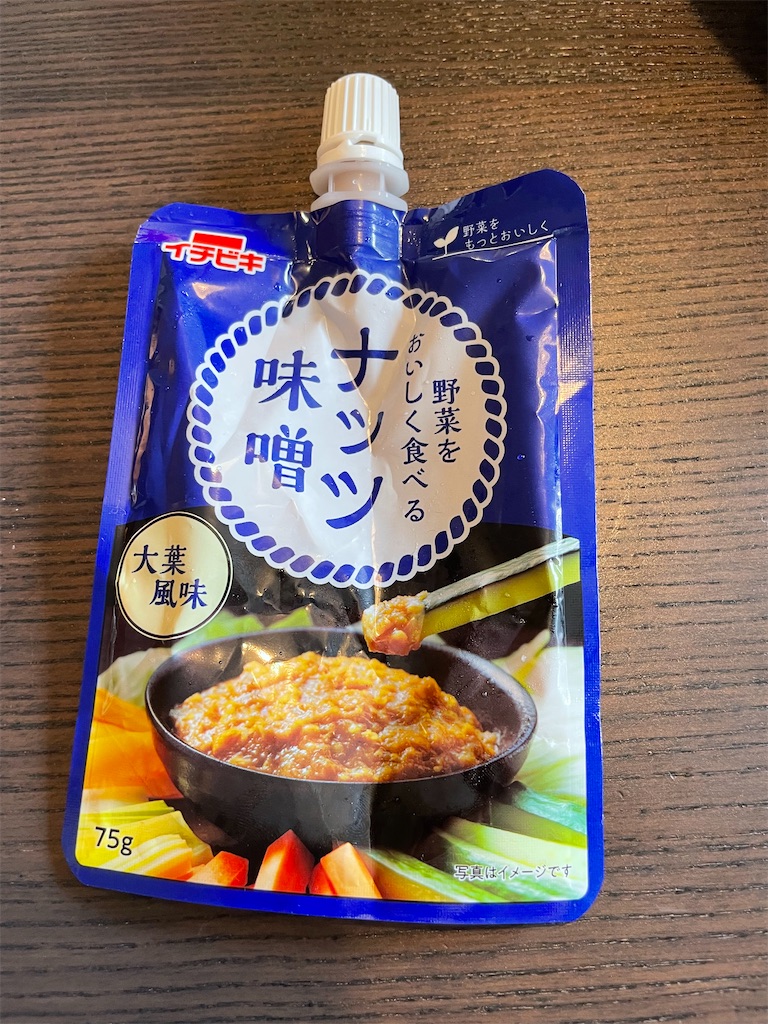 イチビキ
野菜を
もっとおいしく
野菜を
おいしく食べる
ナッツ
味噌
大葉
風味
75g
写真はイメージです